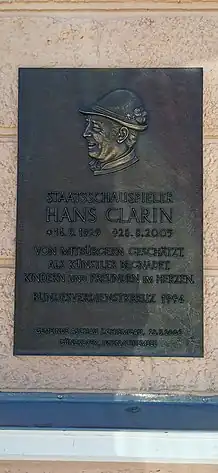 STAATSSCHAUSPIELER
HANS CLARIN
14.9.1929 †28.8.2005
VON MITBÜRGERN GESCHÄTZT
ALS KÜNSTLER BEGNADET
KINDERN UND FREUNDEN IM HERZEN
BUNDESVERDIENSTKREUZ 1994